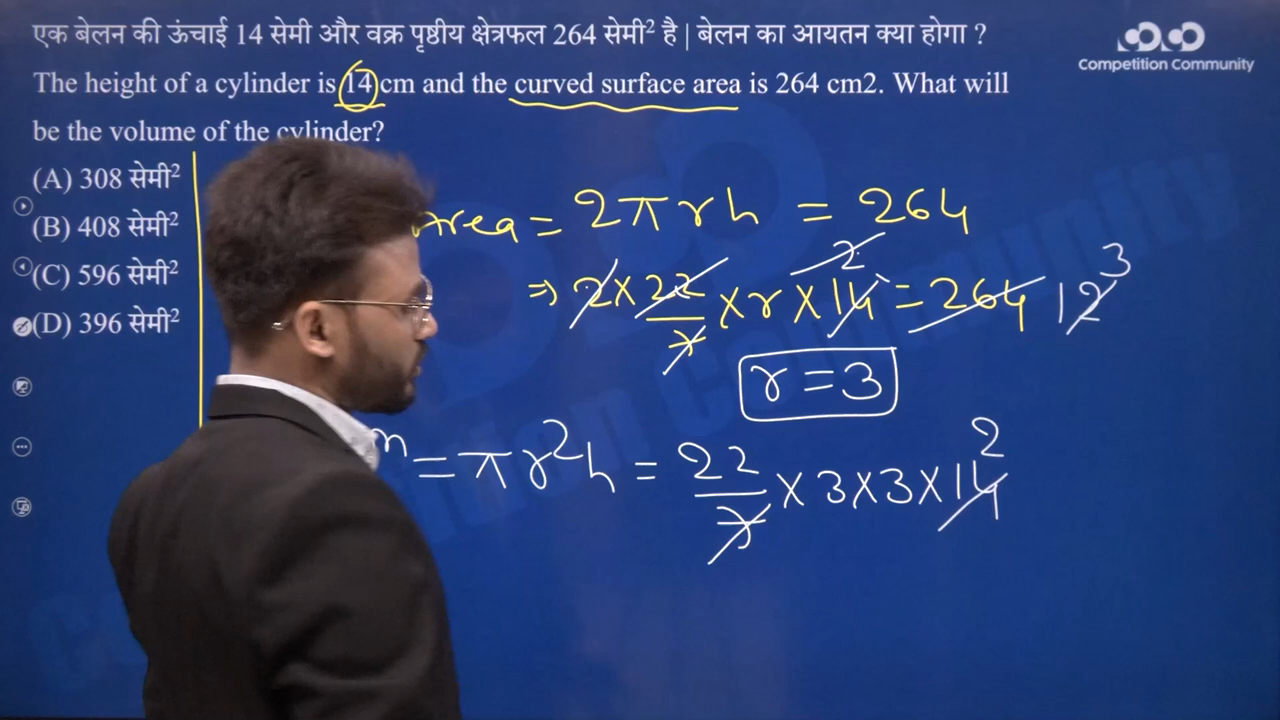 एक बेलन की ऊंचाई 14 सेमी और वक्र पृष्ठीय क्षेत्रफल 264 सेमी² है | बेलन का आयतन क्या होगा ?
The height of a cylinder is 14 cm and the curved surface area is 264 cm2. What will
be the volume of the cylinder?
(A) 308 सेमी²
(B) 408 सेमी²
(C) 596 सेमी²
(D) 396 सेमी²
Competition Community
Area = 2πrh = 264
⇒ 2 × 22/7 × r × 14 2 = 264 12 3
r = 3
= πr²h = 22/7 × 3 × 3 × 14 2